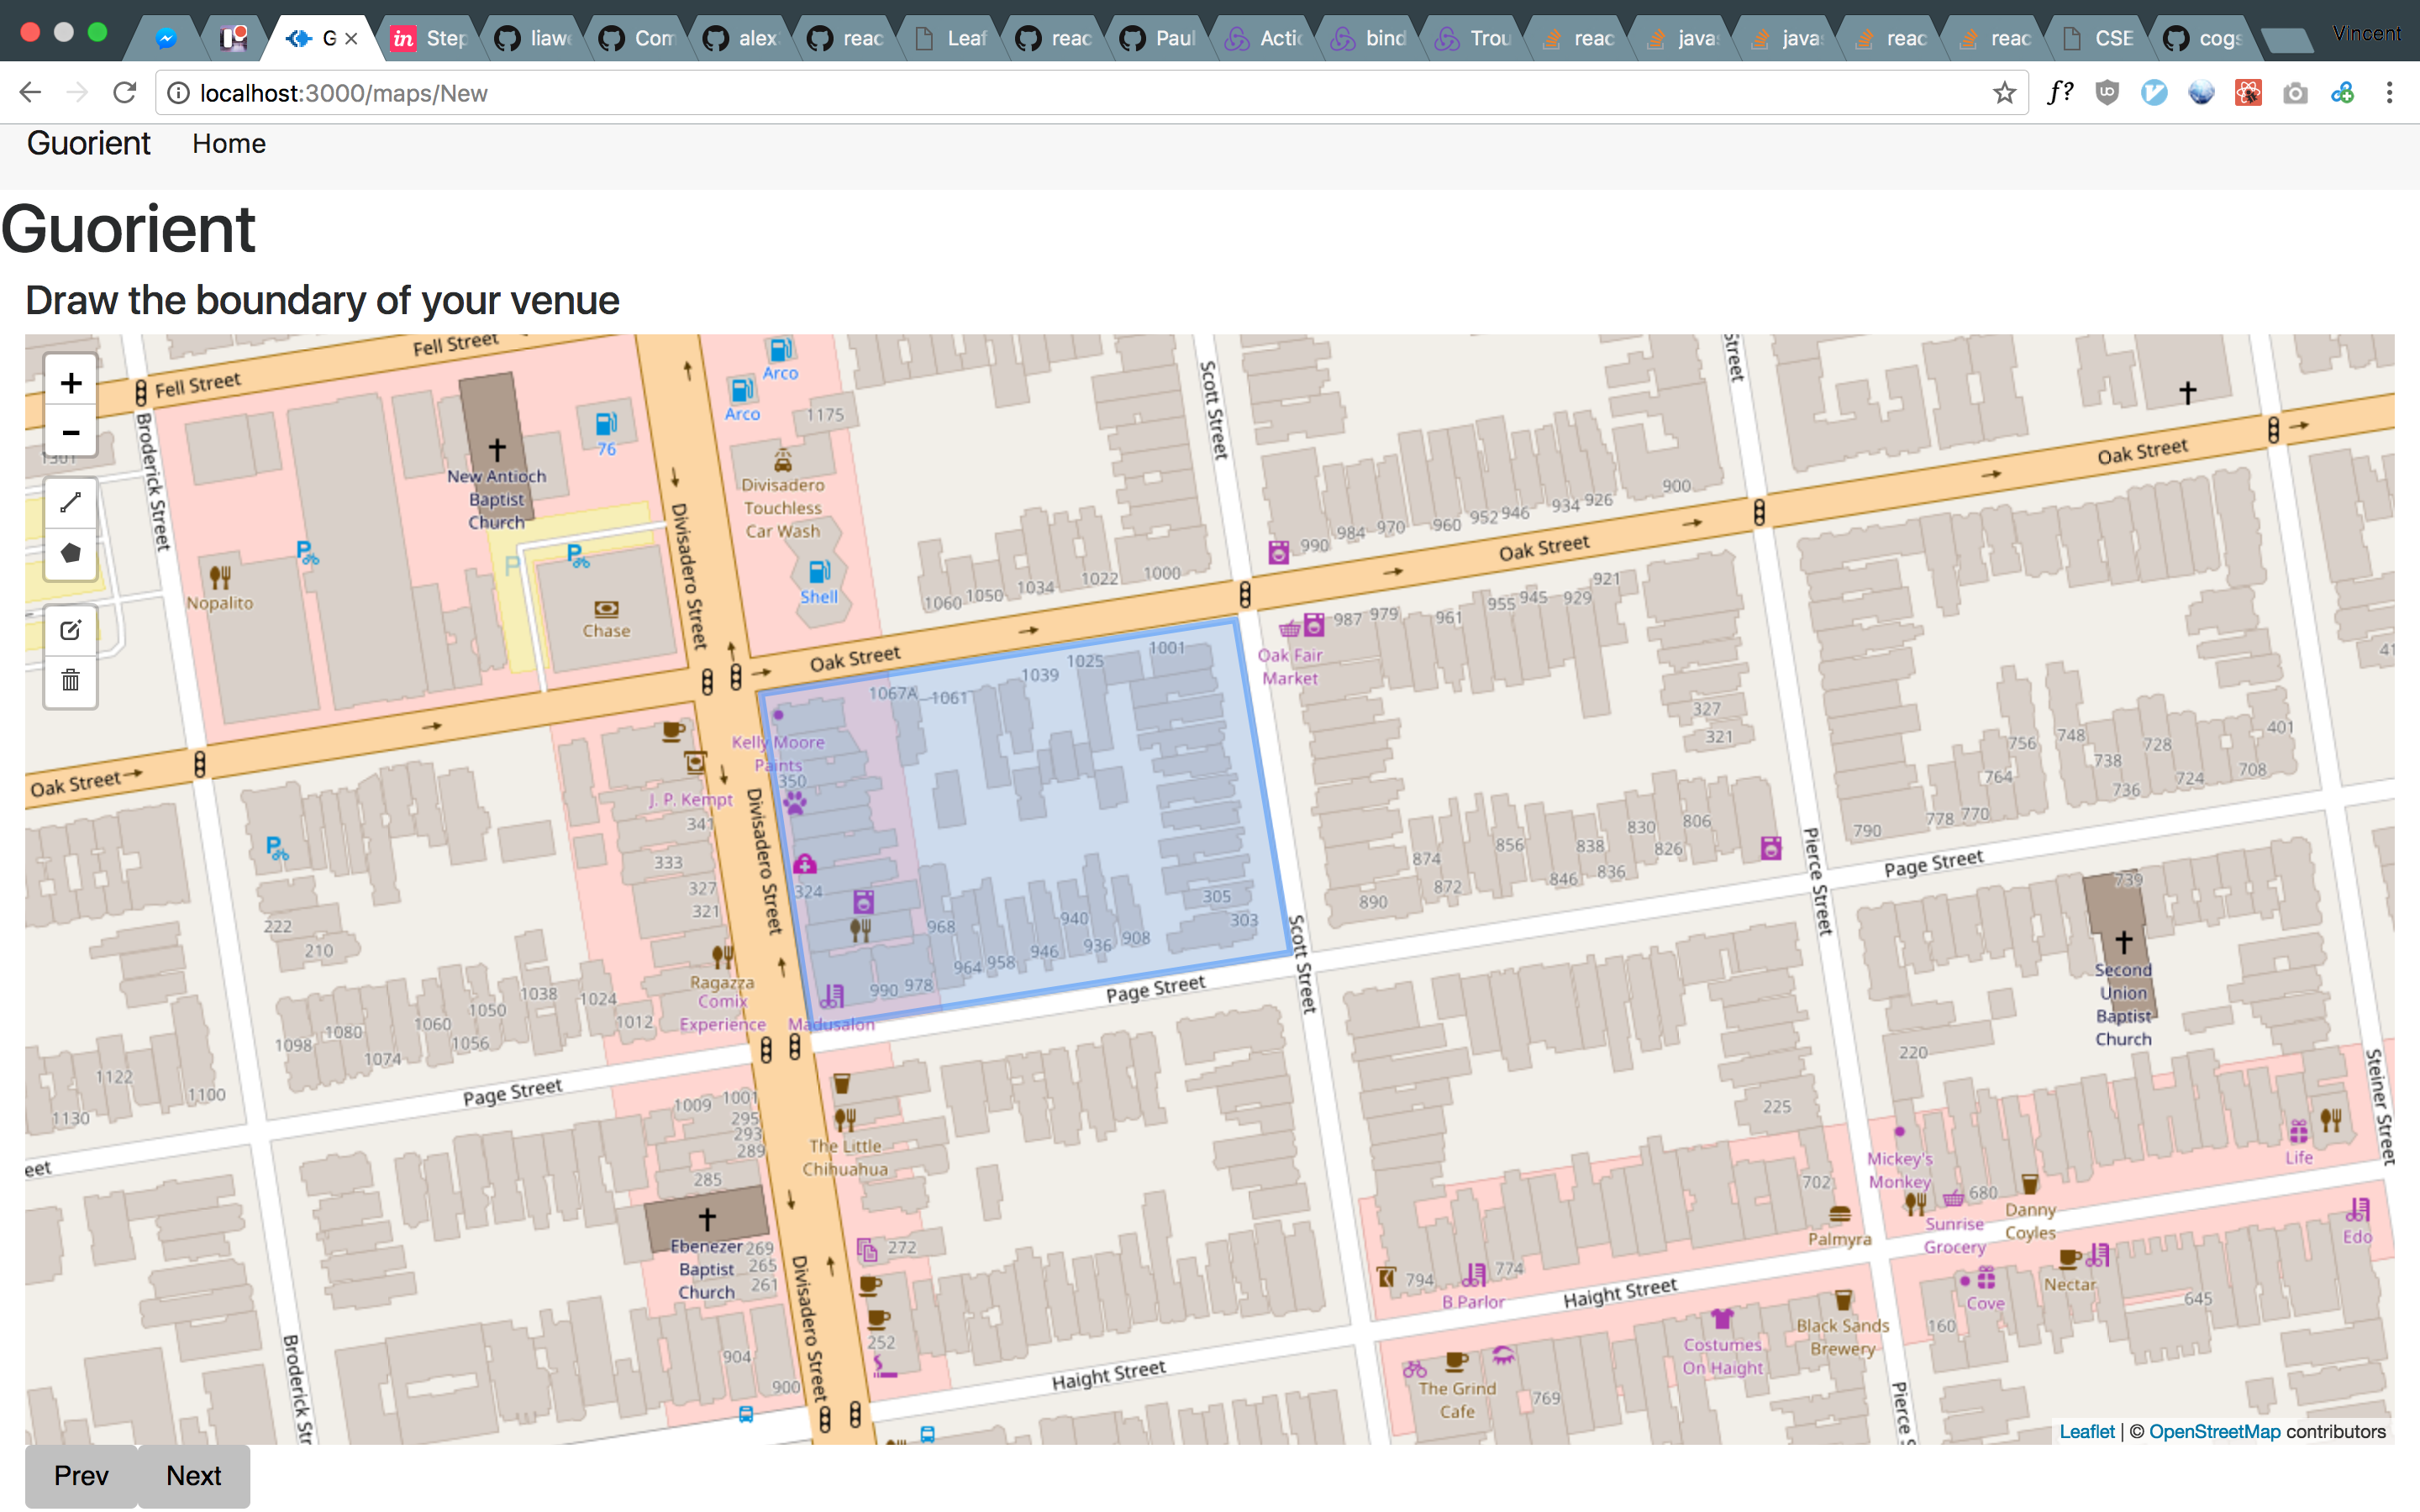 G
Step
liawe
Com
alex
reac
Leaf
reac
Paul
Actio
bind
Trou
reac
java
java
reac
reac
CSE
cogs
Vincent
localhost:3000/maps/New
f?
Guorient
Home
Guorient
Draw the boundary of your venue
+
−
Fell Street
Fell Street
Broderick Street
1301
New Antioch
Baptist
Church
76
Arco
Arco
1175
Divisadero
Touchless
Car Wash
Shell
Divisadero Street
Nopalito
P
P
P
Chase
1060
1050
1034
1022
1000
Scott Street
Street
990
984
970
960
952
946
934
926
900
Oak Street
Oak Street
Oak Street
Oak Street
987
979
961
955
945
929
921
Oak Fair
Market
327
321
1067A
1061
1039
1025
1001
Kelly Moore
Paints
350
324
J. P. Kempt
341
333
327
321
Divisadero Street
Ragazza
Comix
Experience
Madusalon
990
978
968
964
958
946
940
936
908
305
303
Scott Street
Page Street
P
222
210
1098
1080
1074
1060
1056
1050
1038
1024
1012
1122
1130
1100
eet
Page Street
890
874
872
856
846
838
836
830
826
806
Pierce Street
790
778
770
764
756
748
738
736
728
724
708
401
41
Page Street
739
Second
Union
Baptist
Church
220
225
Steiner Street
1009
1001
295
293
289
285
Ebenezer
Baptist
Church
269
265
261
The Little
Chihuahua
272
252
904
900
Divisadero Street
Broderick Str
Haight Street
794
774
B Parlor
Haight Street
702
Palmyra
Mickey's
Monkey
680
Sunrise
Grocery
Danny
Coyles
Life
Edo
Nectar
Cove
645
160
Black Sands
Brewery
Costumes
On Haight
The Grind
Cafe
769
Pierce S
Leaflet | © OpenStreetMap contributors
Prev
Next